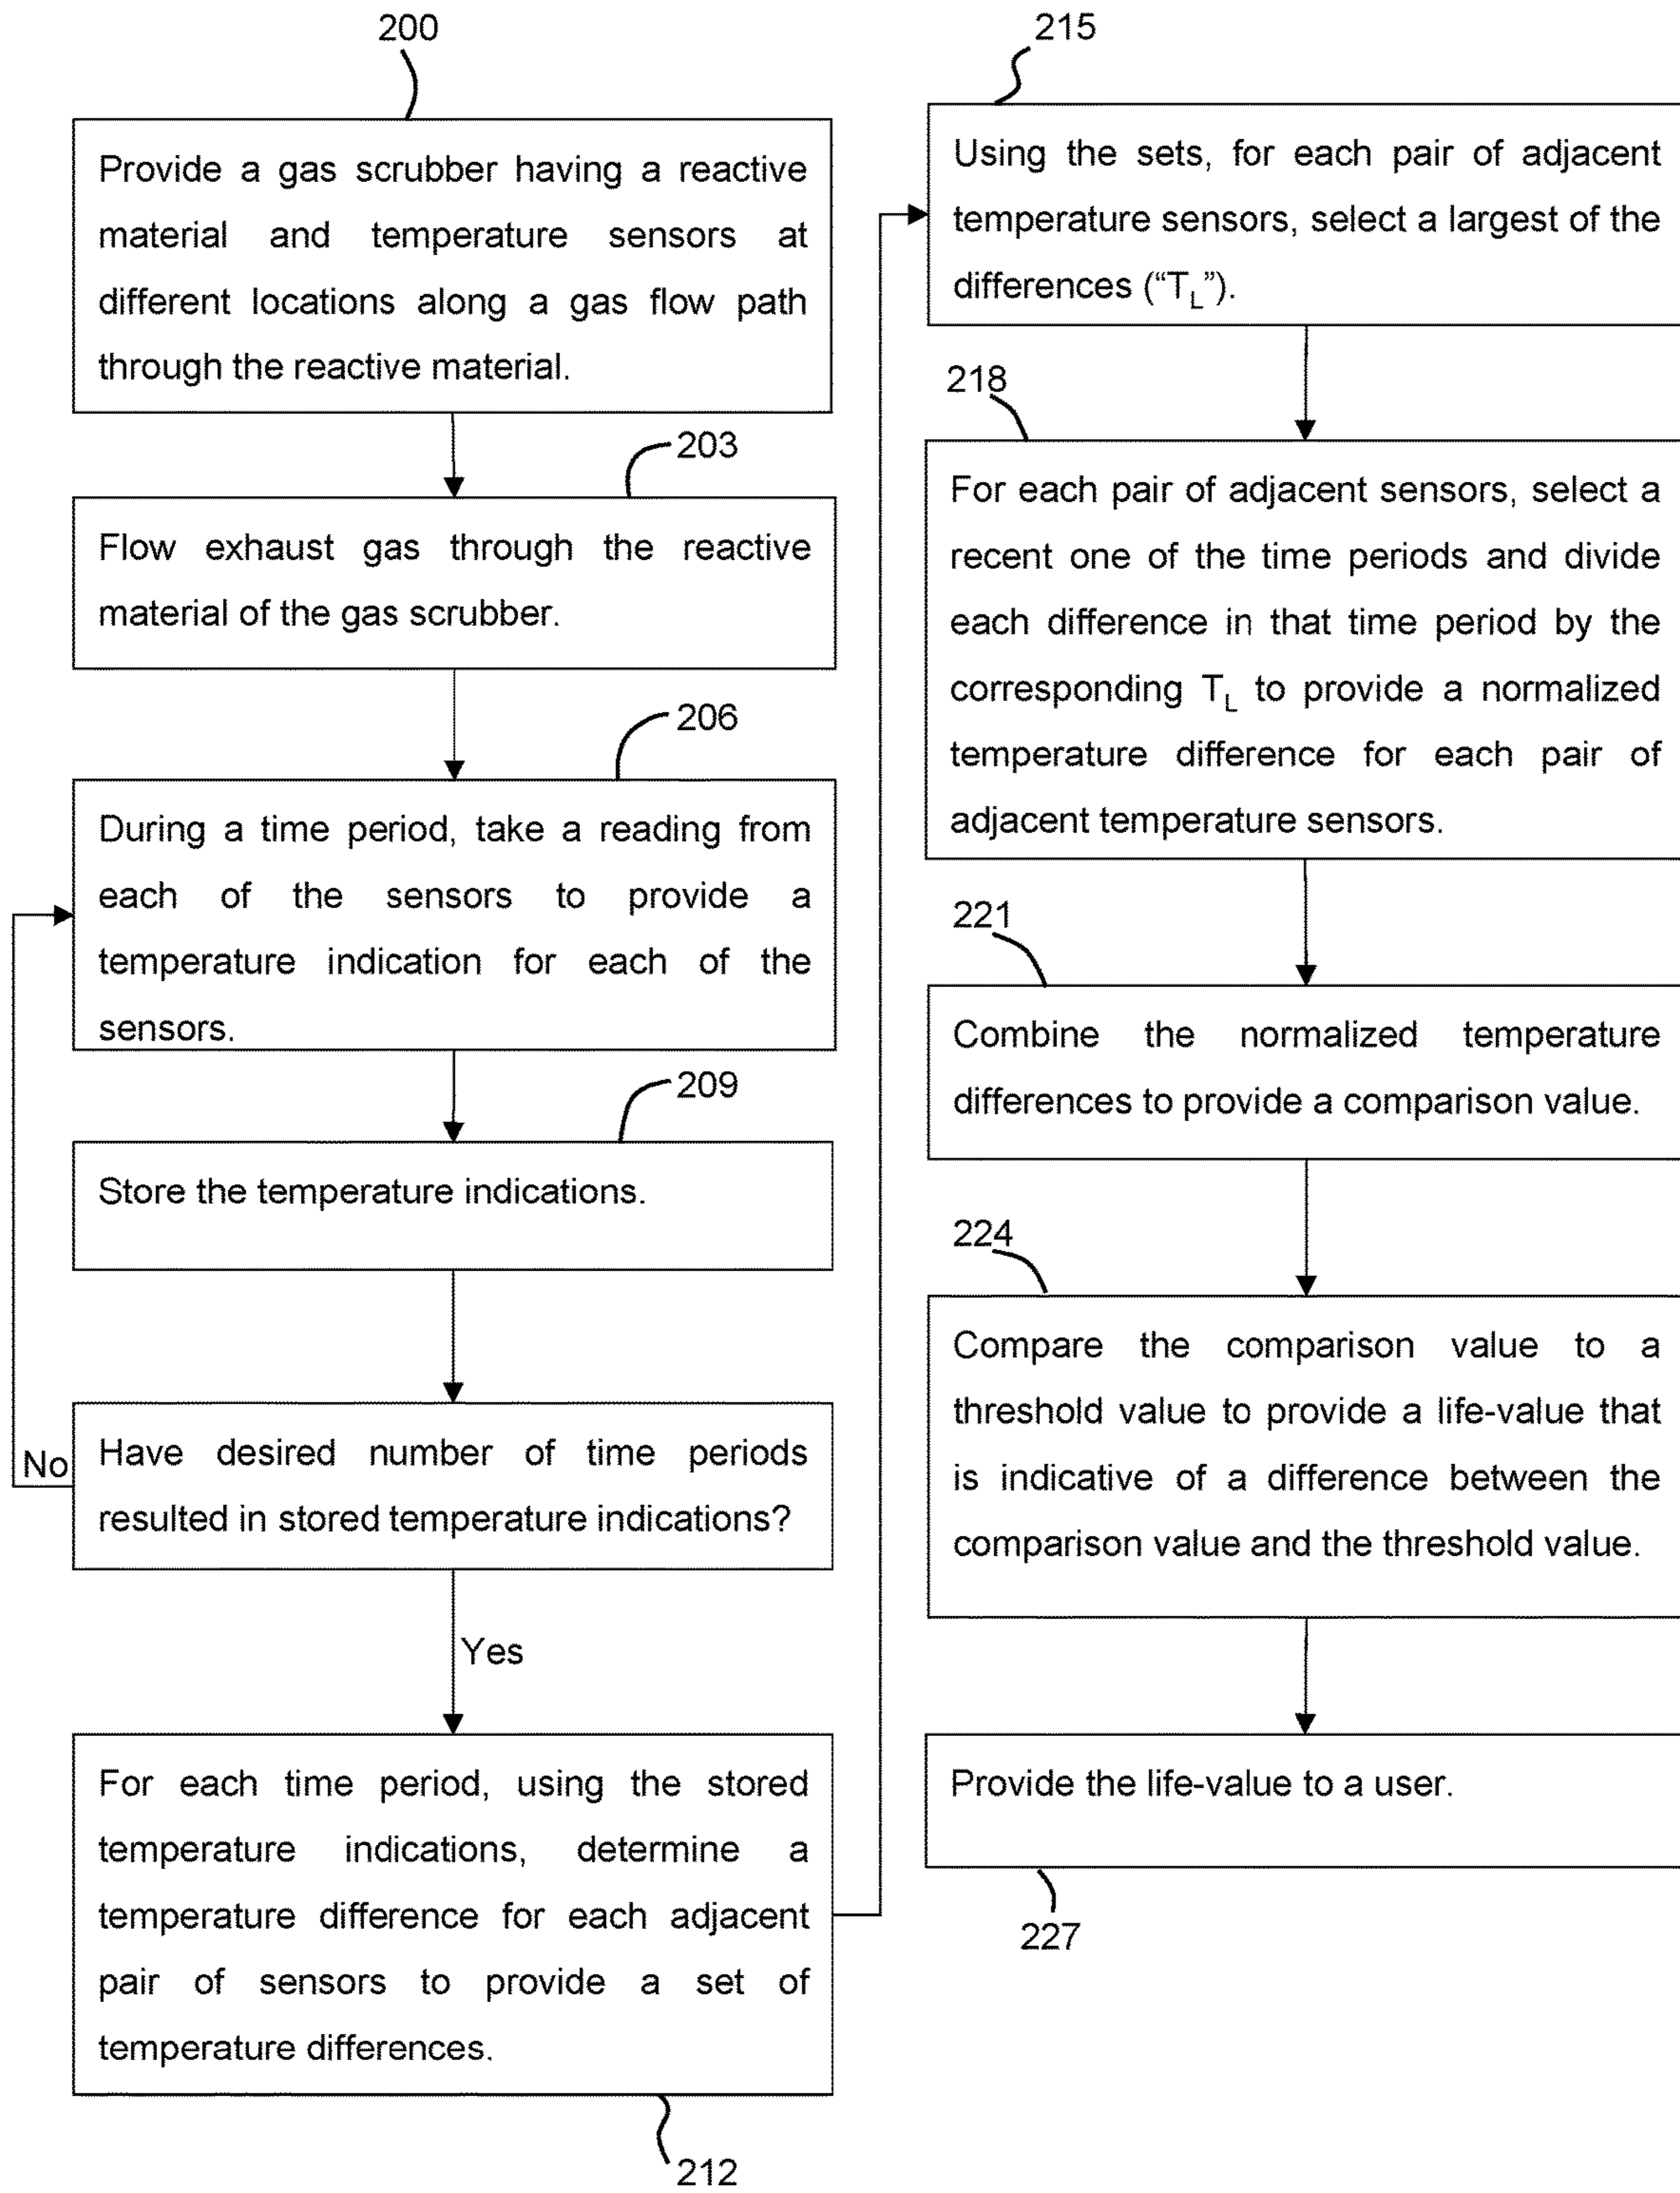 200
Provide a gas scrubber having a reactive
material and temperature sensors at
different locations along a gas flow path
through the reactive material.
203
Flow exhaust gas through the reactive
material of the gas scrubber.
206
During a time period, take a reading from
each of the sensors to provide a
temperature indication for each of the
sensors.
209
Store the temperature indications.
Have desired number of time periods
resulted in stored temperature indications?
No
Yes
For each time period, using the stored
temperature indications, determine a
temperature difference for each adjacent
pair of sensors to provide a set of
temperature differences.
212
215
Using the sets, for each pair of adjacent
temperature sensors, select a largest of the
differences (“T_L”).
218
For each pair of adjacent sensors, select a
recent one of the time periods and divide
each difference in that time period by the
corresponding T_L to provide a normalized
temperature difference for each pair of
adjacent temperature sensors.
221
Combine the normalized temperature
differences to provide a comparison value.
224
Compare the comparison value to a
threshold value to provide a life-value that
is indicative of a difference between the
comparison value and the threshold value.
Provide the life-value to a user.
227